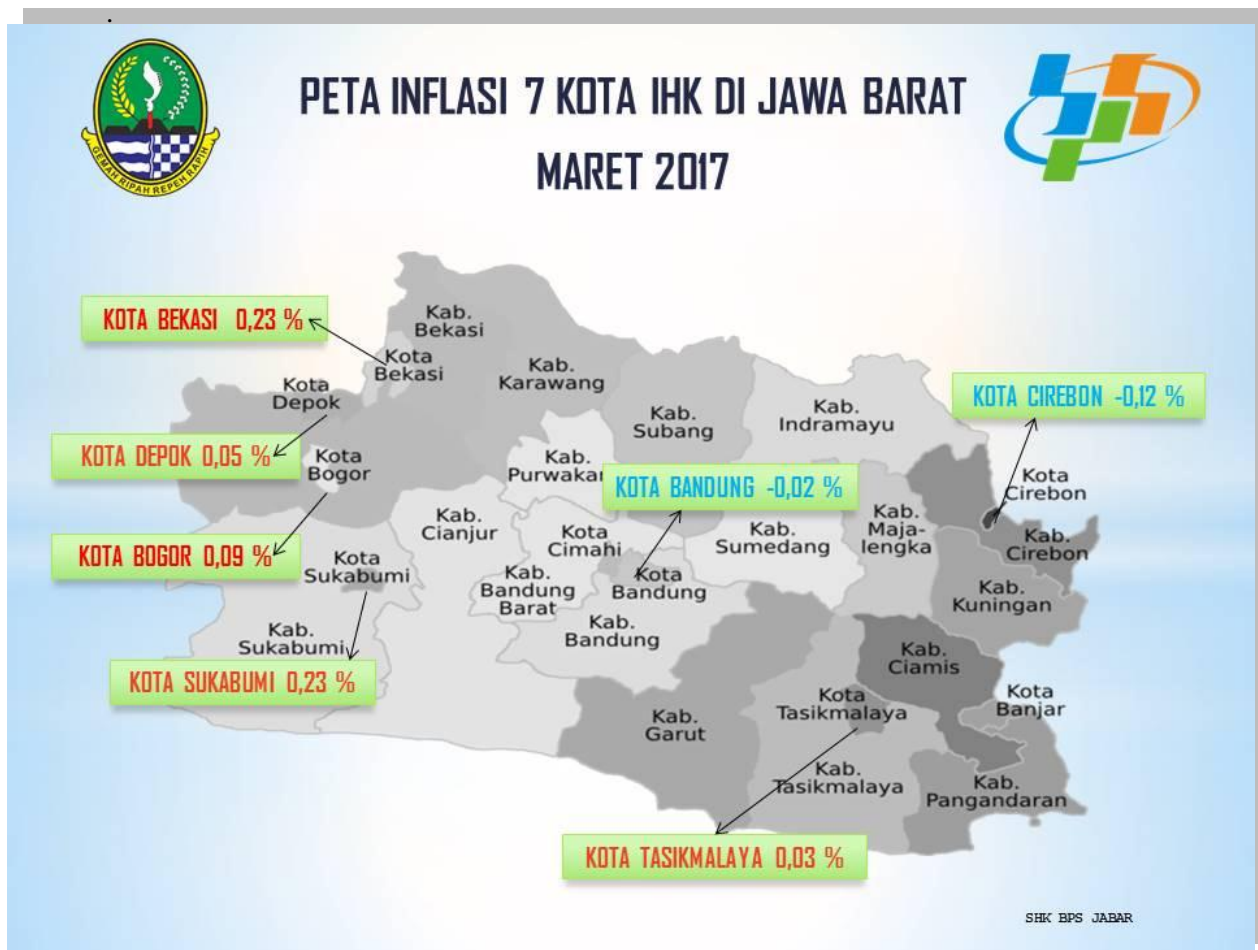 PETA INFLASI 7 KOTA IHK DI JAWA BARAT
MARET 2017
GEMAH RIPAH REPEH RAPIH
KOTA BEKASI 0,23 %
Kab.
Bekasi
Kota
Bekasi
Kab.
Karawang
Kota
Depok
KOTA DEPOK 0,05 %
Kota
Bogor
KOTA BOGOR 0,09 %
Kab.
Subang
Kab.
Indramayu
KOTA CIREBON -0,12 %
Kab.
Purwakar
KOTA BANDUNG -0,02 %
Kota
Cirebon
Kab.
Cirebon
Kab.
Maja-
lengka
Kab.
Sumedang
Kab.
Kuningan
Kab.
Cianjur
Kota
Cimahi
Kab.
Bandung
Barat
Kota
Bandung
Kab.
Bandung
Kota
Sukabumi
Kab.
Sukabumi
KOTA SUKABUMI 0,23 %
Kab.
Garut
Kab.
Ciamis
Kota
Tasikmalaya
Kota
Banjar
Kab.
Tasikmalaya
Kab.
Pangandaran
KOTA TASIKMALAYA 0,03 %
SHK BPS JABAR